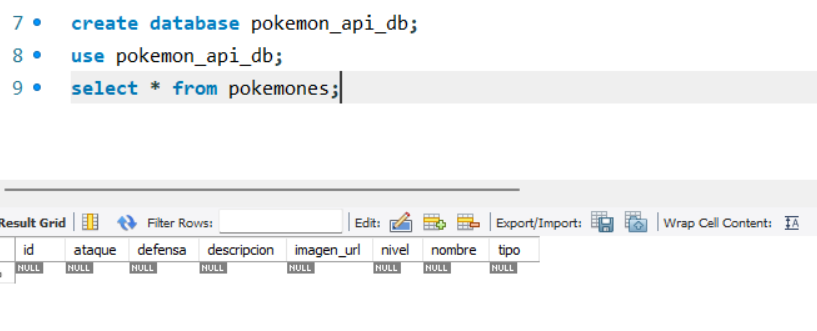 7 create database pokemon_api_db;
8 use pokemon_api_db;
9 select * from pokemones;
Result Grid Filter Rows: Edit: Export/Import: Wrap Cell Content: IA
id ataque defensa descripcion imagen_url nivel nombre tipo
NULL NULL NULL NULL NULL NULL NULL NULL